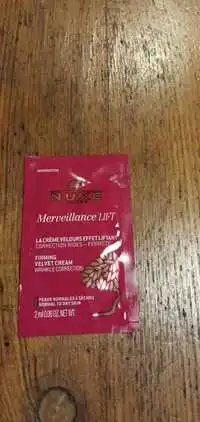 NUXE
Merveillance LIFT
LA CRÈME VELOURS EFFET LIFTANT
CORRECTION RIDES - FERMETÉ
FIRMING
VELVET CREAM
WRINKLE CORRECTION
PEAUX NORMALES À SÈCHES
NORMAL TO DRY SKIN
2 ml 0.06 OZ. NET WT.